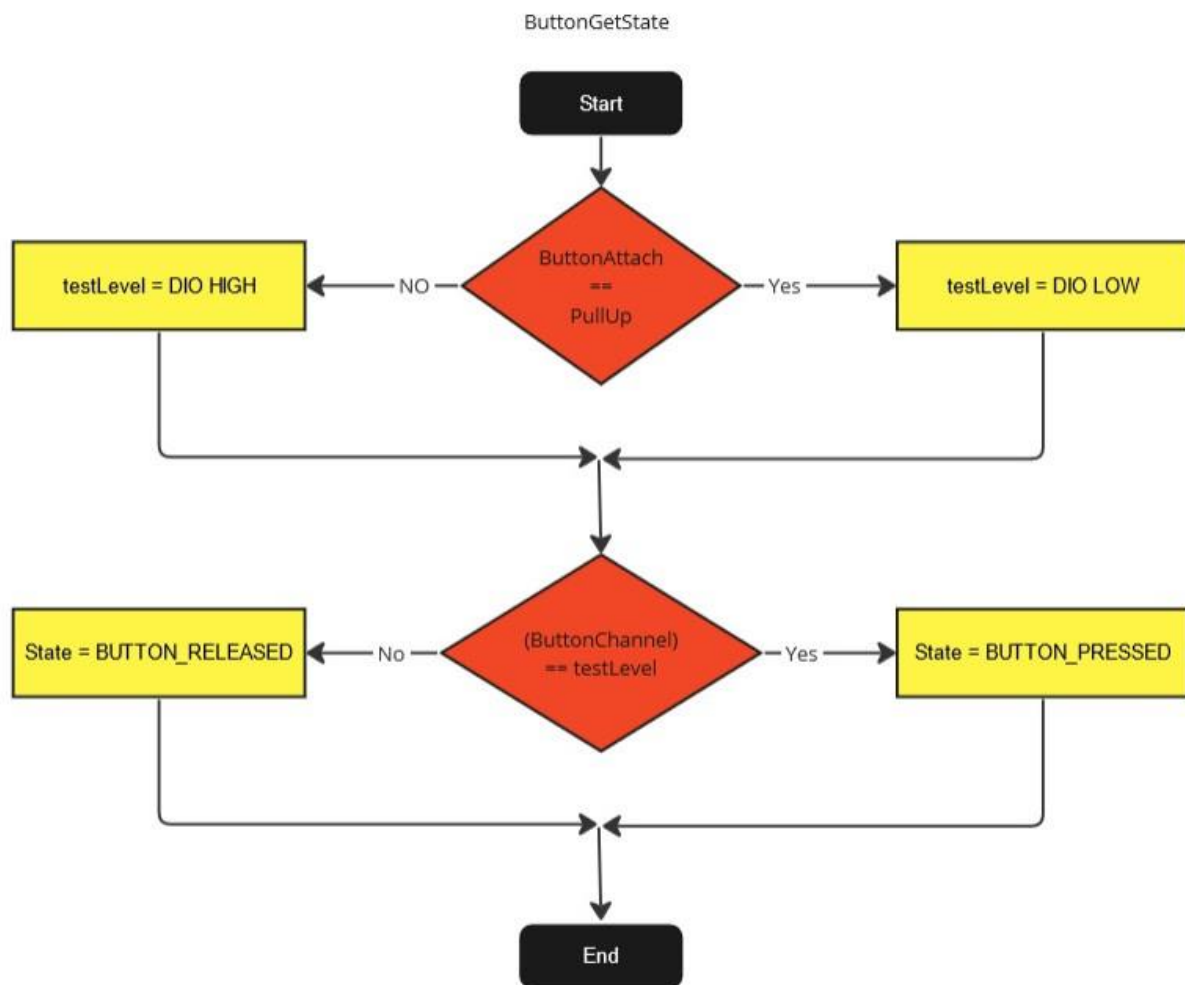 ButtonGetState
Start
ButtonAttach
==
PullUp
NO
Yes
testLevel = DIO HIGH
testLevel = DIO LOW
(ButtonChannel)
== testLevel
No
Yes
State = BUTTON_RELEASED
State = BUTTON_PRESSED
End